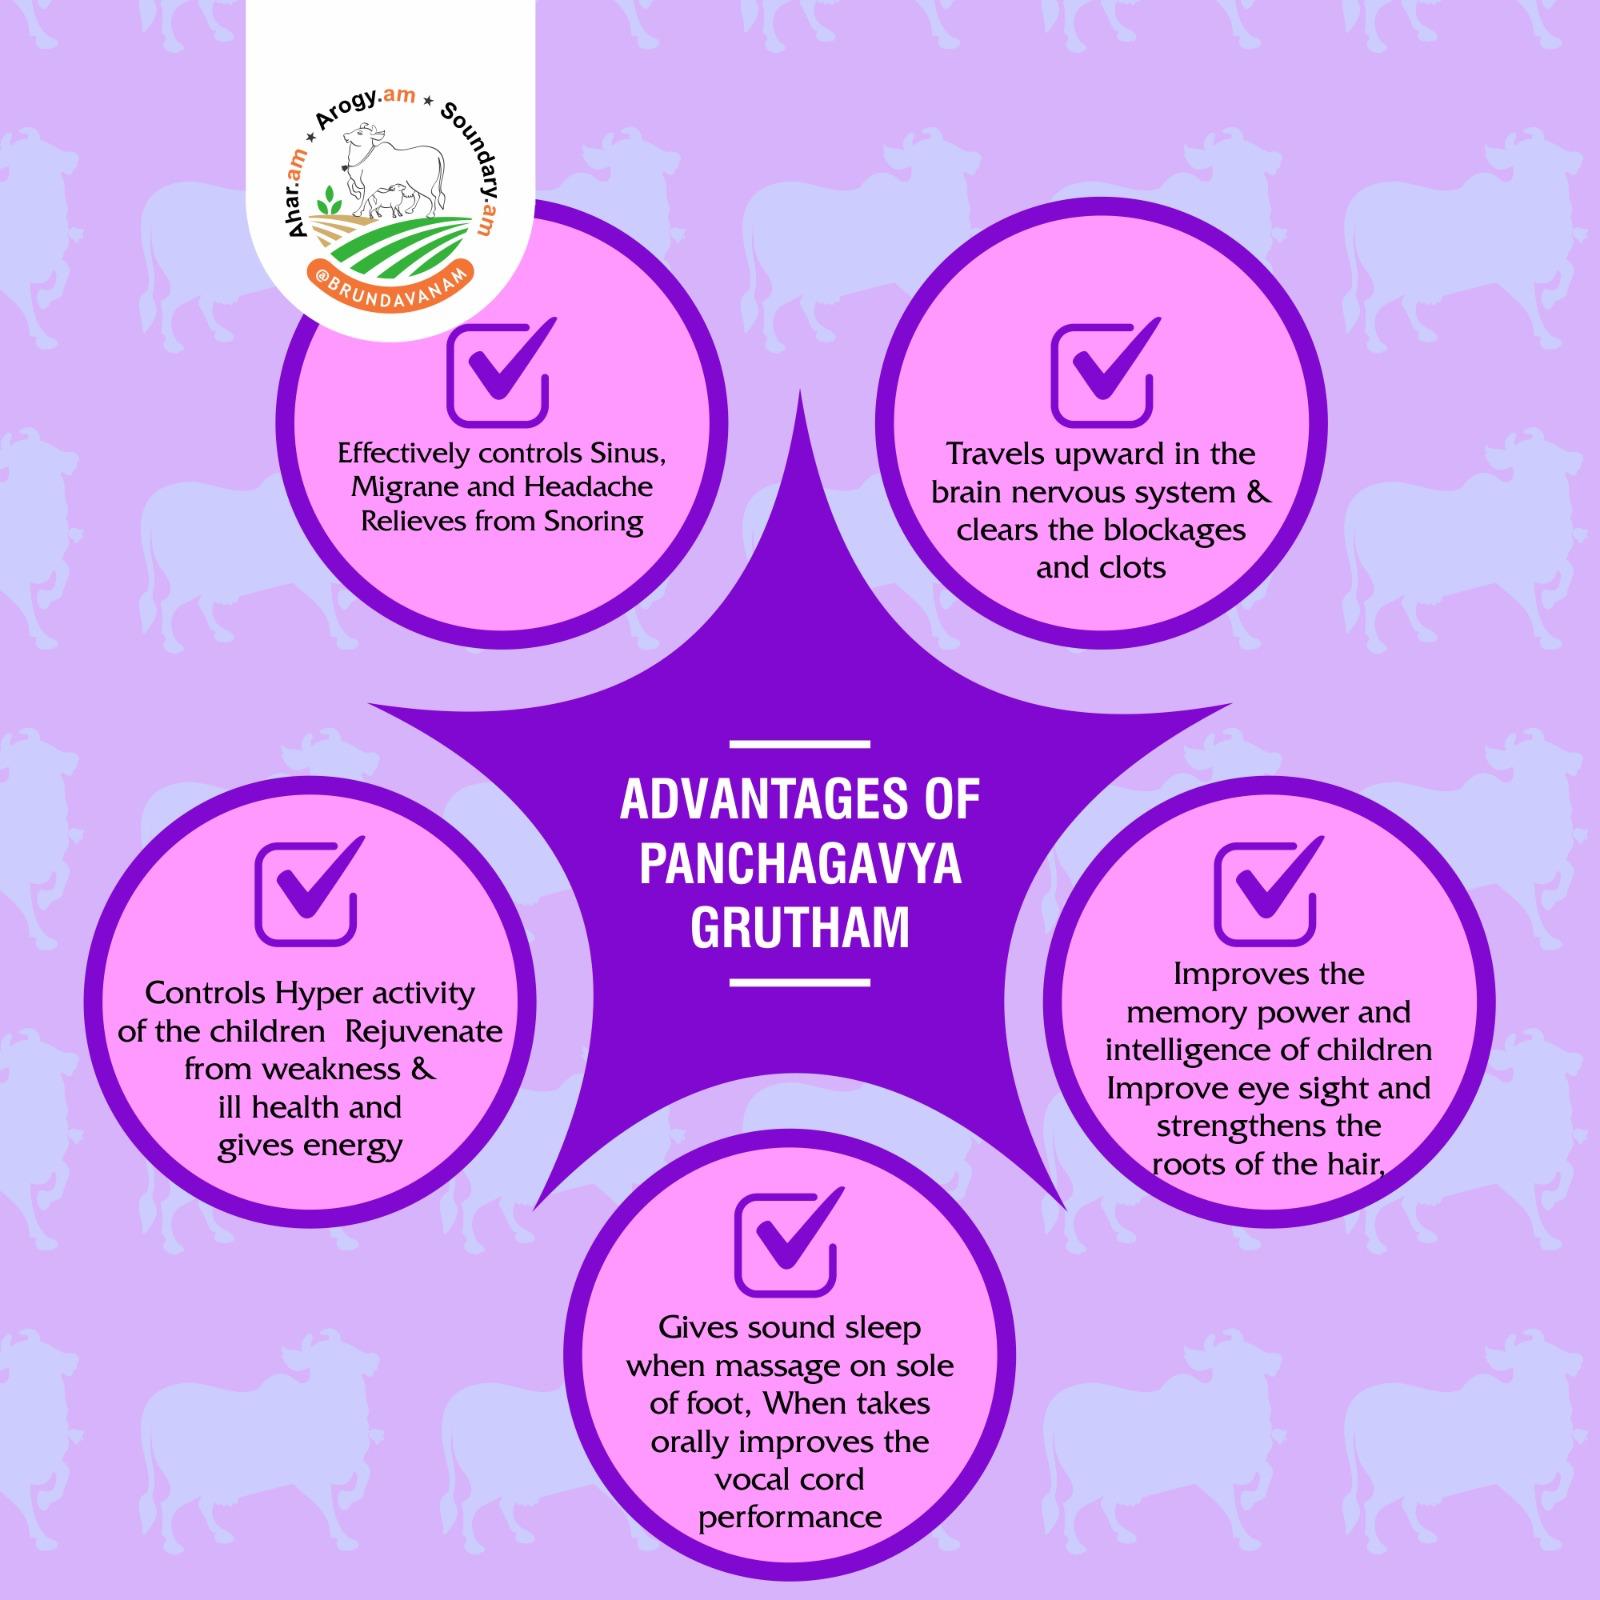 Ahar.am ★ Arogy.am ★ Soundary.am
@BRUNDAVANAM
Effectively controls Sinus,
Migrane and Headache
Relieves from Snoring
Travels upward in the
brain nervous system &
clears the blockages
and clots
ADVANTAGES OF
PANCHAGAVYA
GRUTHAM
Controls Hyper activity
of the children  Rejuvenate
from weakness &
ill health and
gives energy
Improves the
memory power and
intelligence of children
Improve eye sight and
strengthens the
roots of the hair,
Gives sound sleep
when massage on sole
of foot, When takes
orally improves the
vocal cord
performance